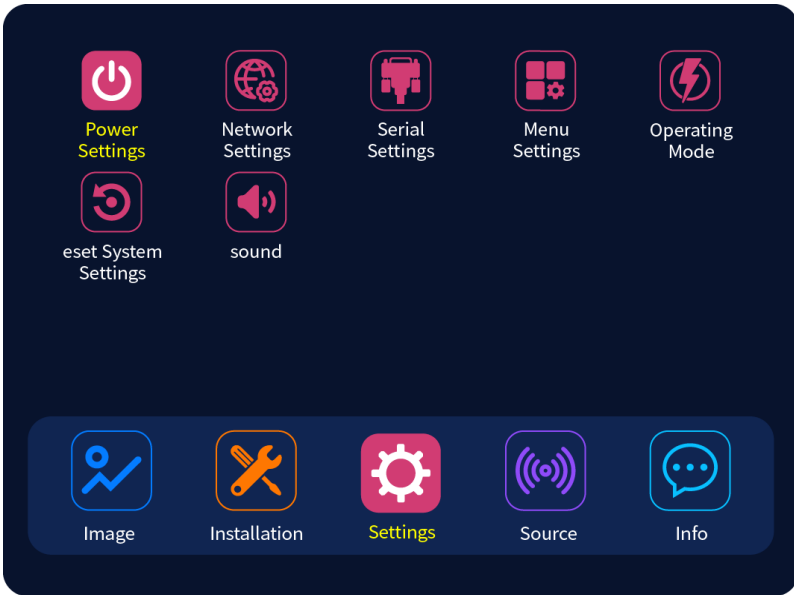 Power
Settings
Network
Settings
Serial
Settings
Menu
Settings
Operating
Mode
eset System
Settings
sound
Image
Installation
Settings
Source
Info